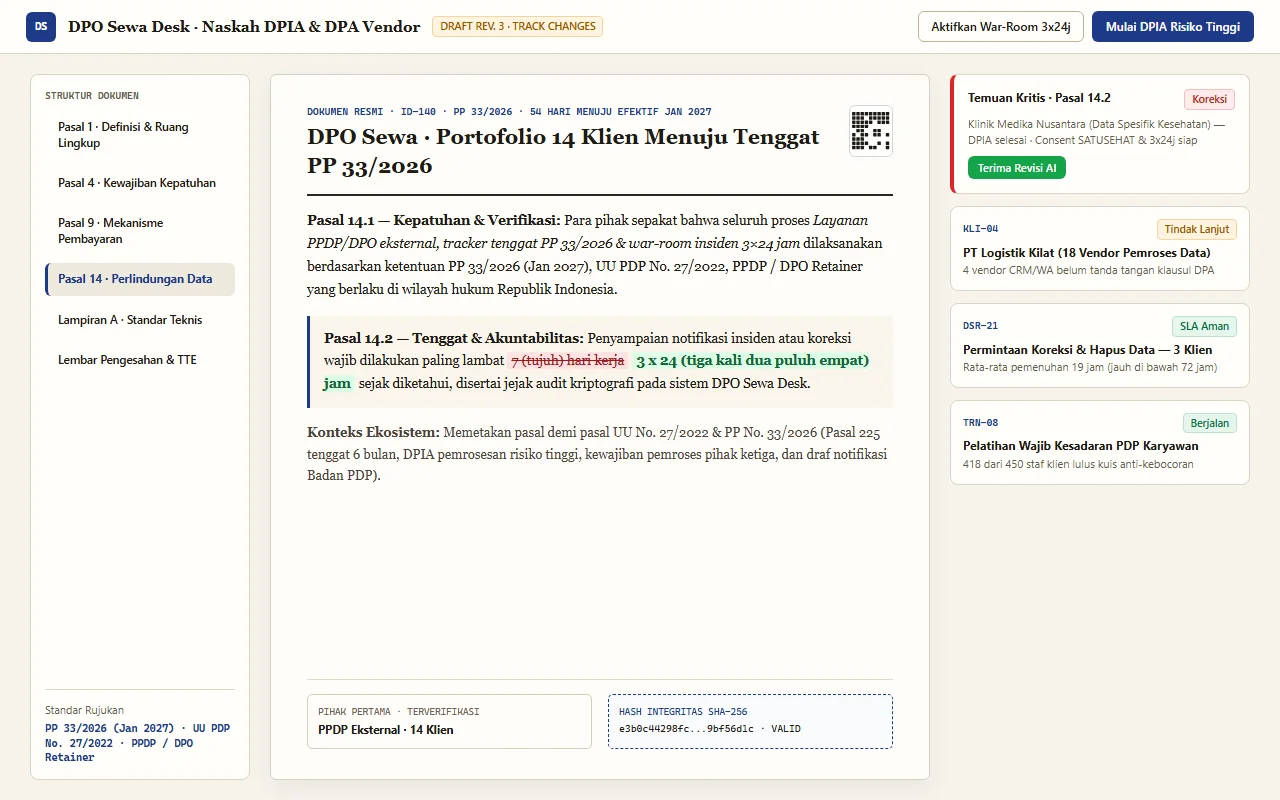 DS
DPO Sewa Desk · Naskah DPIA & DPA Vendor
DRAFT REV. 3 · TRACK CHANGES
Aktifkan War-Room 3x24j
Mulai DPIA Risiko Tinggi
STRUKTUR DOKUMEN
Pasal 1 · Definisi & Ruang
Lingkup
Pasal 4 · Kewajiban Kepatuhan
Pasal 9 · Mekanisme
Pembayaran
Pasal 14 · Perlindungan Data
Lampiran A · Standar Teknis
Lembar Pengesahan & TTE
Standar Rujukan
PP 33/2026 (Jan 2027) · UU PDP
No. 27/2022 · PPDP / DPO
Retainer
DOKUMEN RESMI · ID-140 · PP 33/2026 · 54 HARI MENUJU EFEKTIF JAN 2027
DPO Sewa · Portofolio 14 Klien Menuju Tenggat
PP 33/2026
Pasal 14.1 — Kepatuhan & Verifikasi: Para pihak sepakat bahwa seluruh proses Layanan
PPDP/DPO eksternal, tracker tenggat PP 33/2026 & war-room insiden 3×24 jam dilaksanakan
berdasarkan ketentuan PP 33/2026 (Jan 2027), UU PDP No. 27/2022, PPDP / DPO Retainer
yang berlaku di wilayah hukum Republik Indonesia.
Pasal 14.2 — Tenggat & Akuntabilitas: Penyampaian notifikasi insiden atau koreksi
wajib dilakukan paling lambat 7 (tujuh) hari kerja 3 x 24 (tiga kali dua puluh empat)
jam sejak diketahui, disertai jejak audit kriptografi pada sistem DPO Sewa Desk.
Konteks Ekosistem: Memetakan pasal demi pasal UU No. 27/2022 & PP No. 33/2026 (Pasal 225
tenggat 6 bulan, DPIA pemrosesan risiko tinggi, kewajiban pemroses pihak ketiga, dan draf notifikasi
Badan PDP).
PIHAK PERTAMA · TERVERIFIKASI
PPDP Eksternal · 14 Klien
HASH INTEGRITAS SHA-256
e3b0c44298fc...9bf56d1c · VALID
Temuan Kritis · Pasal 14.2
Koreksi
Klinik Medika Nusantara (Data Spesifik Kesehatan) —
DPIA selesai · Consent SATUSEHAT & 3x24j siap
Terima Revisi AI
KLI-04
Tindak Lanjut
PT Logistik Kilat (18 Vendor Pemroses Data)
4 vendor CRM/WA belum tanda tangan klausul DPA
DSR-21
SLA Aman
Permintaan Koreksi & Hapus Data — 3 Klien
Rata-rata pemenuhan 19 jam (jauh di bawah 72 jam)
TRN-08
Berjalan
Pelatihan Wajib Kesadaran PDP Karyawan
418 dari 450 staf klien lulus kuis anti-kebocoran